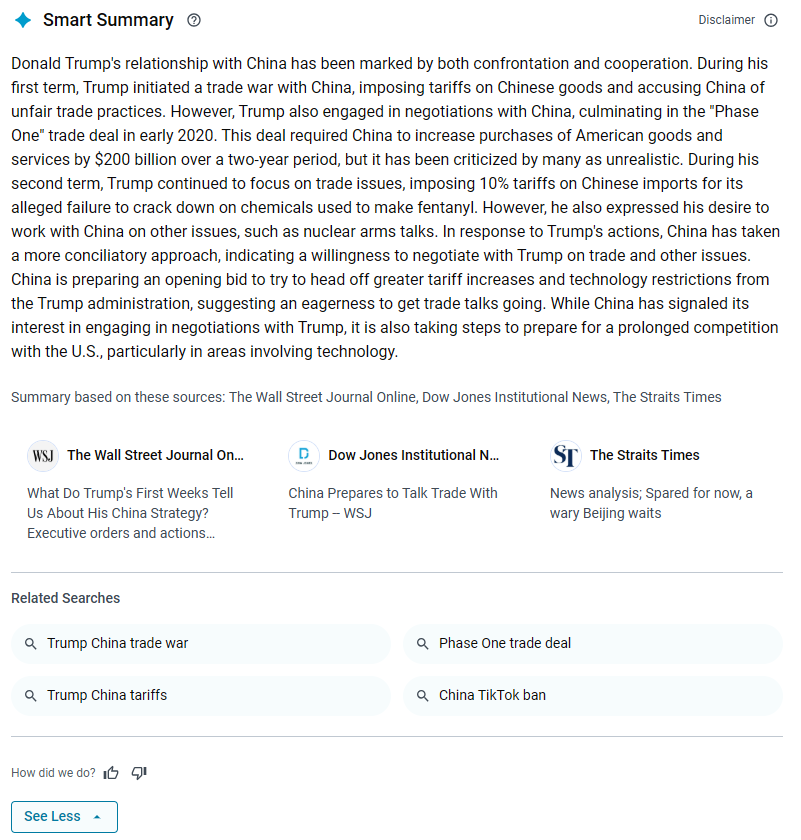 Smart Summary
Disclaimer
Donald Trump's relationship with China has been marked by both confrontation and cooperation. During his
first term, Trump initiated a trade war with China, imposing tariffs on Chinese goods and accusing China of
unfair trade practices. However, Trump also engaged in negotiations with China, culminating in the "Phase
One" trade deal in early 2020. This deal required China to increase purchases of American goods and
services by $200 billion over a two-year period, but it has been criticized by many as unrealistic. During his
second term, Trump continued to focus on trade issues, imposing 10% tariffs on Chinese imports for its
alleged failure to crack down on chemicals used to make fentanyl. However, he also expressed his desire to
work with China on other issues, such as nuclear arms talks. In response to Trump's actions, China has taken
a more conciliatory approach, indicating a willingness to negotiate with Trump on trade and other issues.
China is preparing an opening bid to try to head off greater tariff increases and technology restrictions from
the Trump administration, suggesting an eagerness to get trade talks going. While China has signaled its
interest in engaging in negotiations with Trump, it is also taking steps to prepare for a prolonged competition
with the U.S., particularly in areas involving technology.
Summary based on these sources: The Wall Street Journal Online, Dow Jones Institutional News, The Straits Times
WSJ The Wall Street Journal On...
What Do Trump's First Weeks Tell
Us About His China Strategy?
Executive orders and actions...
D DOW JONES Dow Jones Institutional N...
China Prepares to Talk Trade With
Trump -- WSJ
ST The Straits Times
News analysis; Spared for now, a
wary Beijing waits
Related Searches
Trump China trade war
Phase One trade deal
Trump China tariffs
China TikTok ban
How did we do?
See Less